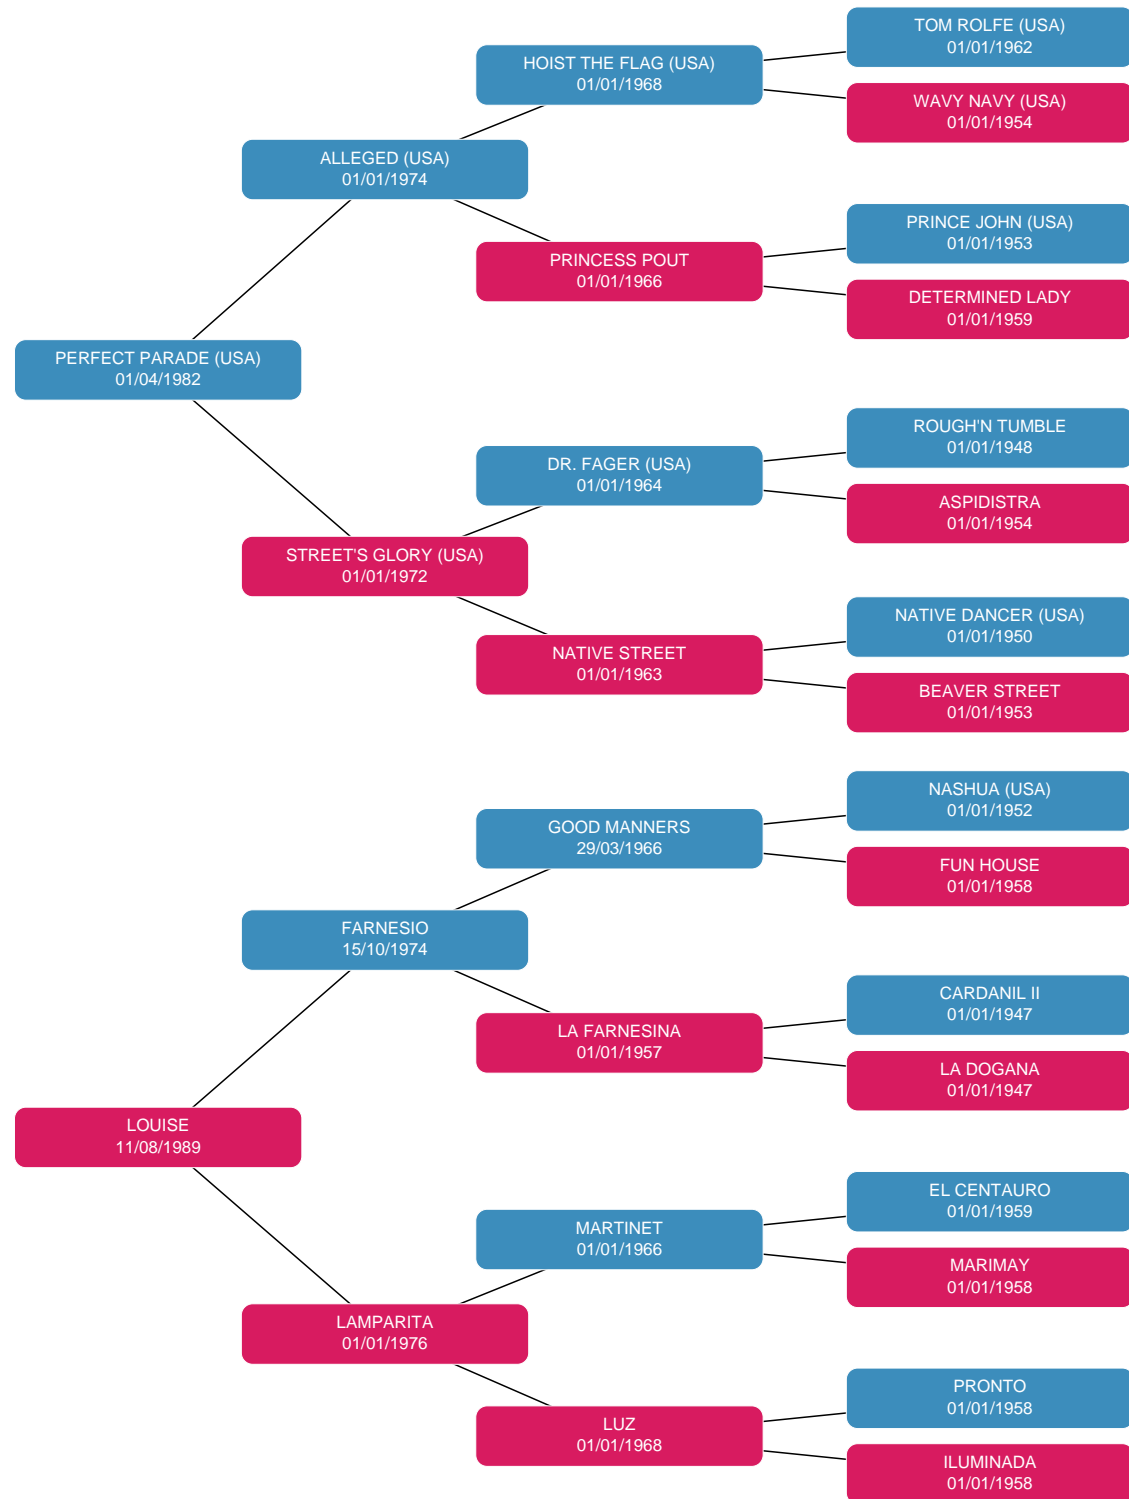 TOM ROLFE (USA)
01/01/1962
HOIST THE FLAG (USA)
01/01/1968
WAVY NAVY (USA)
01/01/1954
ALLEGED (USA)
01/01/1974
PRINCE JOHN (USA)
01/01/1953
PRINCESS POUT
01/01/1966
DETERMINED LADY
01/01/1959
PERFECT PARADE (USA)
01/04/1982
ROUGH'N TUMBLE
01/01/1948
DR. FAGER (USA)
01/01/1964
ASPIDISTRA
01/01/1954
STREET'S GLORY (USA)
01/01/1972
NATIVE DANCER (USA)
01/01/1950
NATIVE STREET
01/01/1963
BEAVER STREET
01/01/1953
NASHUA (USA)
01/01/1952
GOOD MANNERS
29/03/1966
FUN HOUSE
01/01/1958
FARNESIO
15/10/1974
CARDANIL II
01/01/1947
LA FARNESINA
01/01/1957
LA DOGANA
01/01/1947
LOUISE
11/08/1989
EL CENTAURO
01/01/1959
MARTINET
01/01/1966
MARIMAY
01/01/1958
LAMPARITA
01/01/1976
PRONTO
01/01/1958
LUZ
01/01/1968
ILUMINADA
01/01/1958